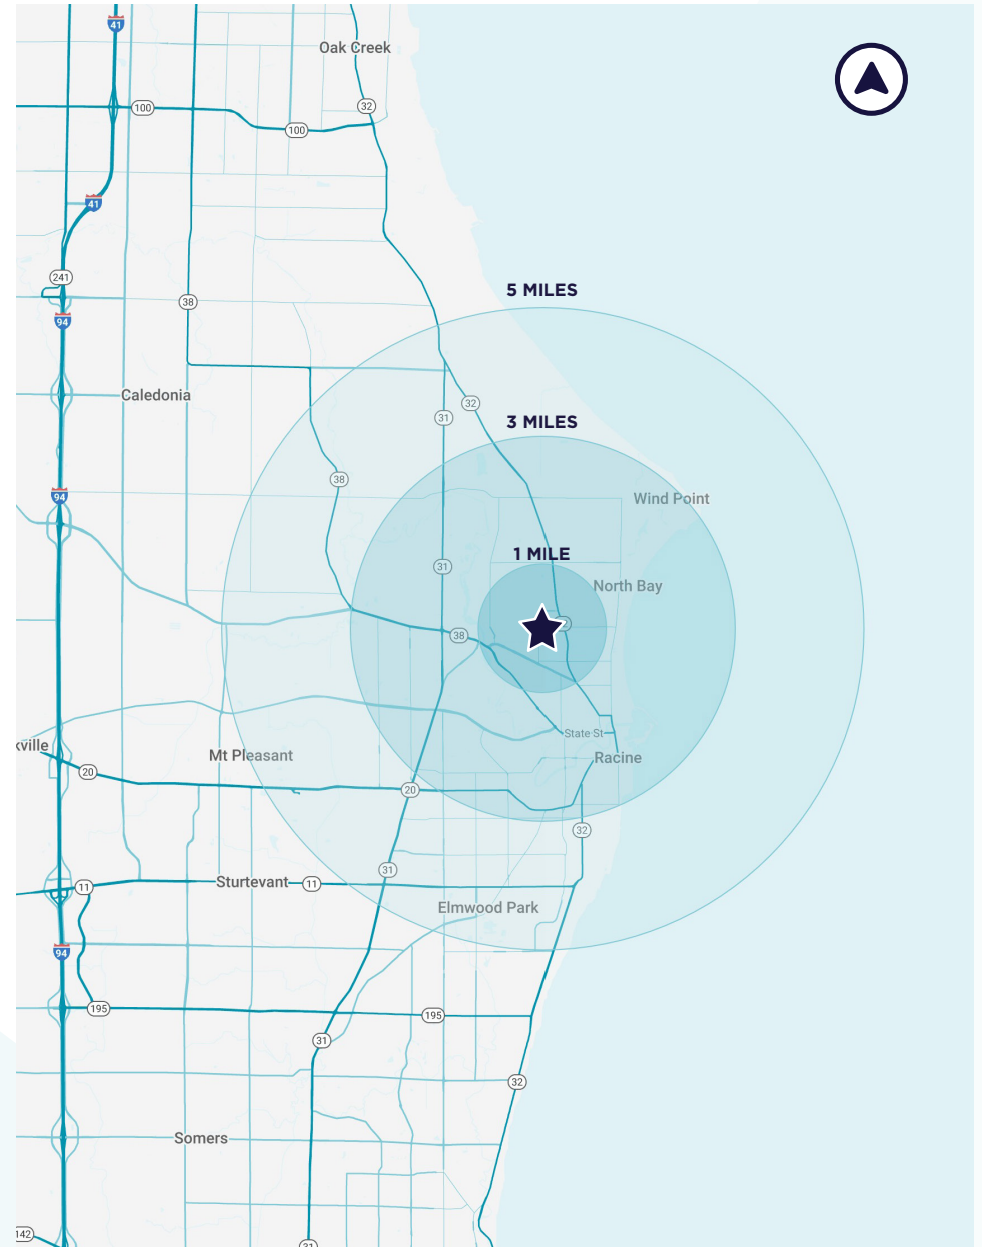 41
Oak Creek
32
100
100
41
241
38
94
5 MILES
Caledonia
32
31
3 MILES
38
94
Wind Point
1 MILE
31
North Bay
38
State St
kville
Mt Pleasant
Racine
20
20
32
31
Sturtevant
11
11
Elmwood Park
94
195
195
31
32
Somers
142
31